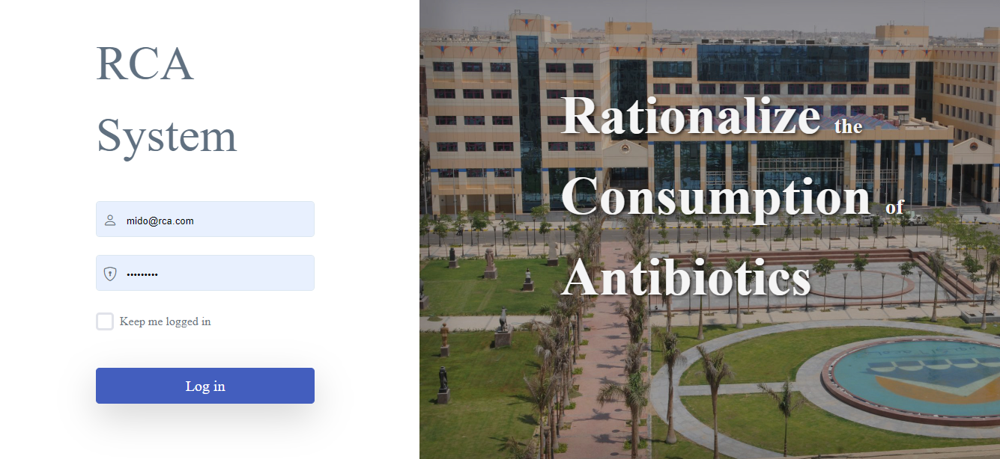 RCA
System
mido@rca.com
•••••••••
Keep me logged in
Log in
Rationalize the
Consumption of
Antibiotics